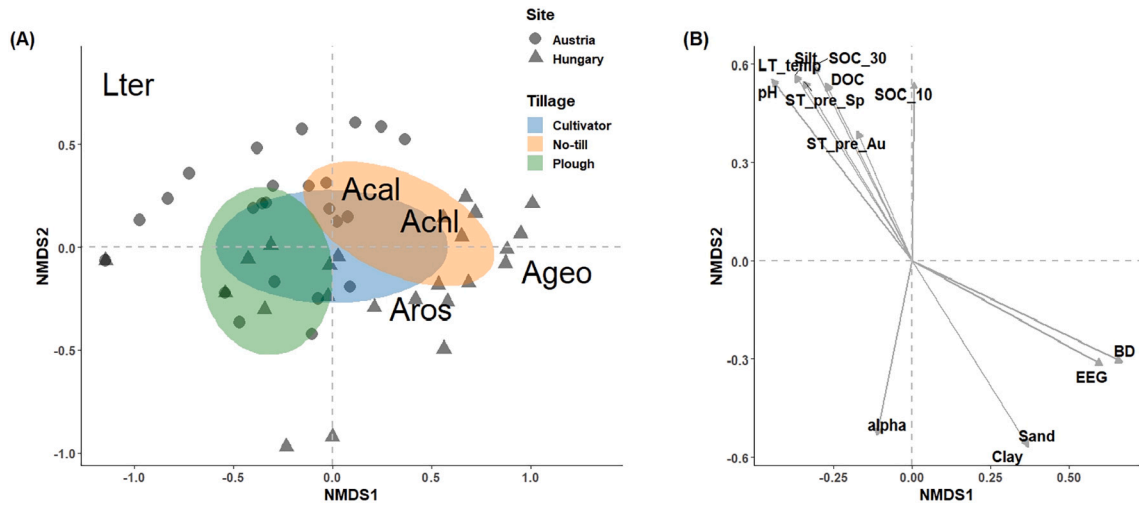 (A)
Site
Austria
Hungary
Tillage
Cultivator
No-till
Plough
Lter
Acal
Achl
Ageo
Aros
NMDS2
0.5
0.0
-0.5
-1.0
-1.0
-0.5
0.0
0.5
1.0
NMDS1
(B)
LT_temp
Silt
SOC_30
pH
DOC
ST_pre_Sp
SOC_10
ST_pre_Au
BD
EEG
alpha
Sand
Clay
NMDS2
0.6
0.3
0.0
-0.3
-0.6
-0.25
0.00
0.25
0.50
NMDS1